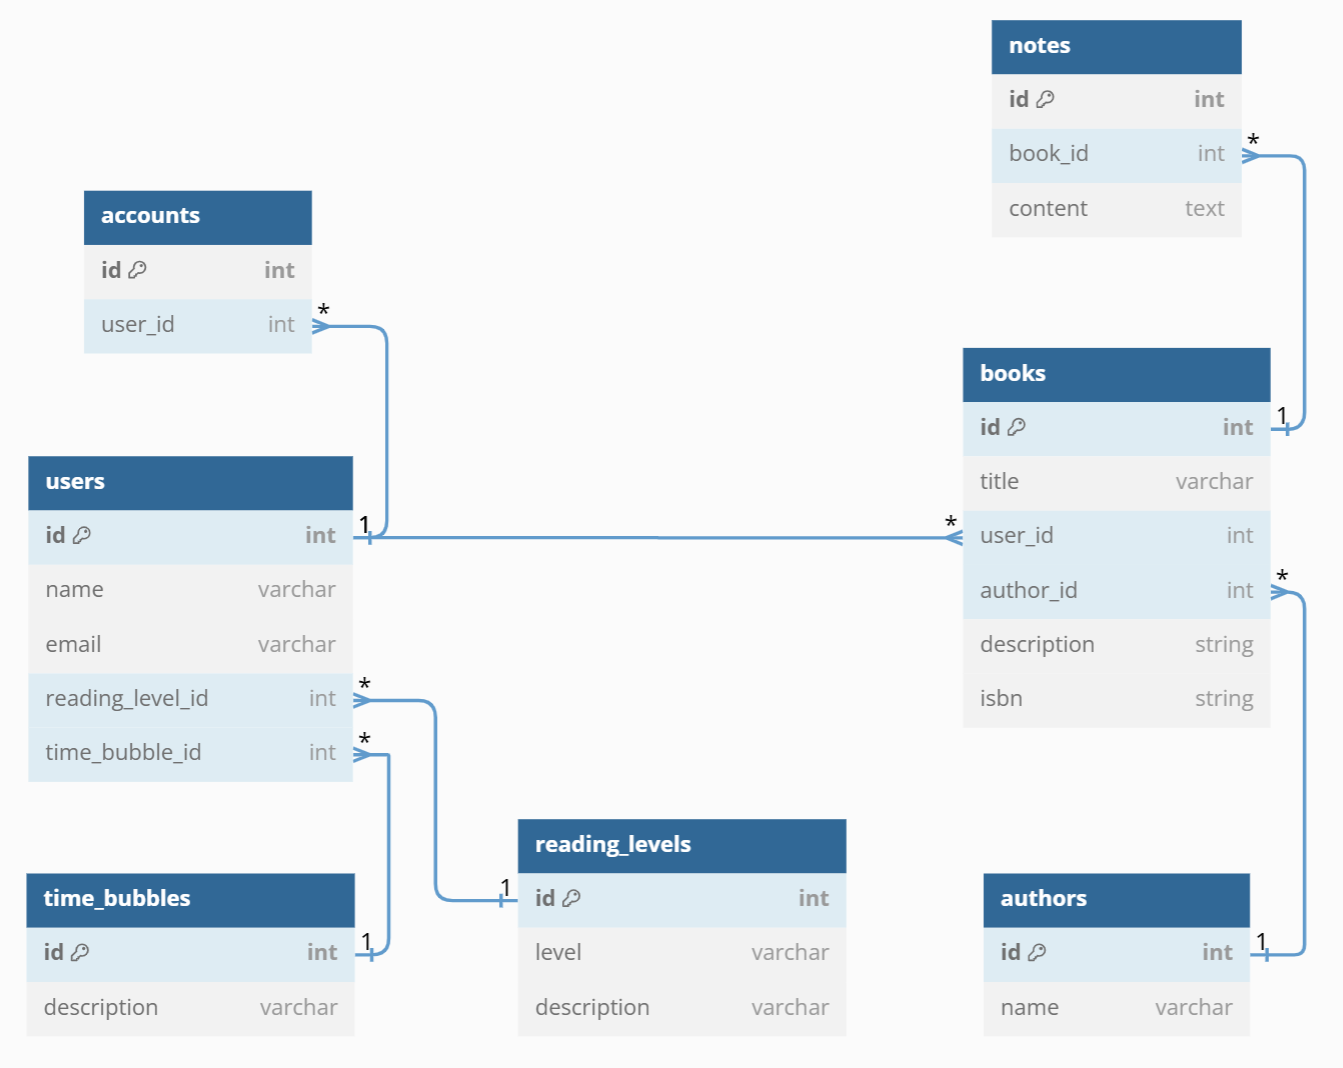 notes
id int
book_id int *
content text
accounts
id int
user_id int *
books
id int 1
title varchar
* user_id int
author_id int *
description string
isbn string
users
id int 1
name varchar
email varchar
reading_level_id int *
time_bubble_id int *
reading_levels
1 id int
level varchar
description varchar
time_bubbles
id int 1
description varchar
authors
id int 1
name varchar